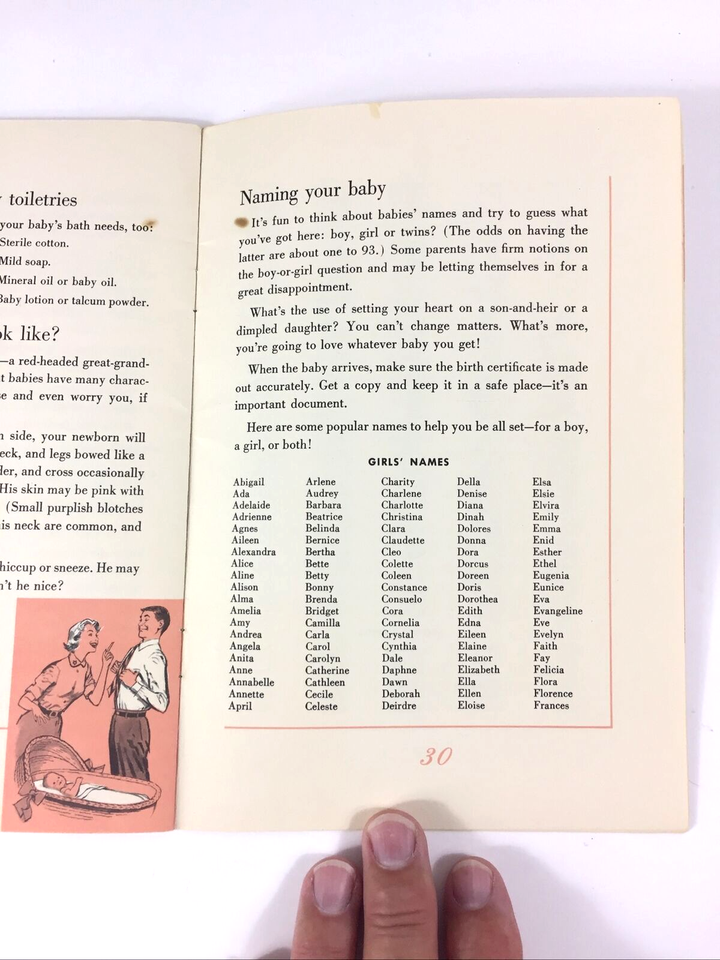 toiletries
your baby's bath needs, too:
Sterile cotton.
Mild soap.
Mineral oil or baby oil.
Baby lotion or talcum powder.
ok like?
—a red-headed great-grand-
t babies have many charac-
se and even worry you, if
n side, your newborn will
eck, and legs bowed like a
der, and cross occasionally
His skin may be pink with
(Small purplish blotches
is neck are common, and
hiccup or sneeze. He may
n't he nice?
Naming your baby
It's fun to think about babies' names and try to guess what
you've got here: boy, girl or twins? (The odds on having the
latter are about one to 93.) Some parents have firm notions on
the boy-or-girl question and may be letting themselves in for a
great disappointment.
What's the use of setting your heart on a son-and-heir or a
dimpled daughter? You can't change matters. What's more,
you're going to love whatever baby you get!
When the baby arrives, make sure the birth certificate is made
out accurately. Get a copy and keep it in a safe place—it's an
important document.
Here are some popular names to help you be all set—for a boy,
a girl, or both!
GIRLS' NAMES
Abigail Arlene Charity Della Elsa
Ada Audrey Charlene Denise Elsie
Adelaide Barbara Charlotte Diana Elvira
Adrienne Beatrice Christina Dinah Emily
Agnes Belinda Clara Dolores Emma
Aileen Bernice Claudette Donna Enid
Alexandra Bertha Cleo Dora Esther
Alice Bette Colette Dorcus Ethel
Aline Betty Coleen Doreen Eugenia
Alison Bonny Constance Doris Eunice
Alma Brenda Consuelo Dorothea Eva
Amelia Bridget Cora Edith Evangeline
Amy Camilla Cornelia Edna Eve
Andrea Carla Crystal Eileen Evelyn
Angela Carol Cynthia Elaine Faith
Anita Carolyn Dale Eleanor Fay
Anne Catherine Daphne Elizabeth Felicia
Annabelle Cathleen Dawn Ella Flora
Annette Cecile Deborah Ellen Florence
April Celeste Deirdre Eloise Frances
30